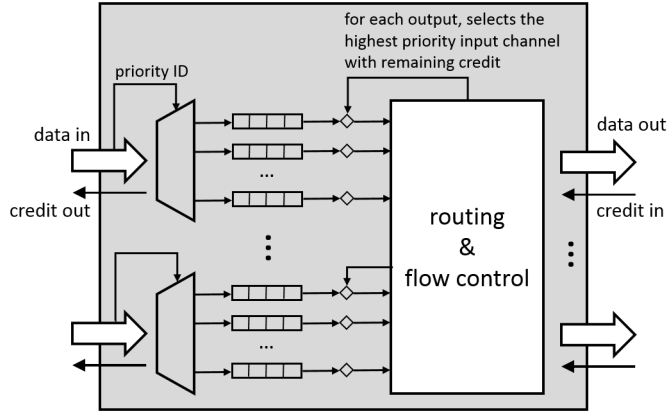 for each output, selects the
highest priority input channel
with remaining credit
priority ID
data in
credit out
...
...
routing
&
flow control
data out
credit in